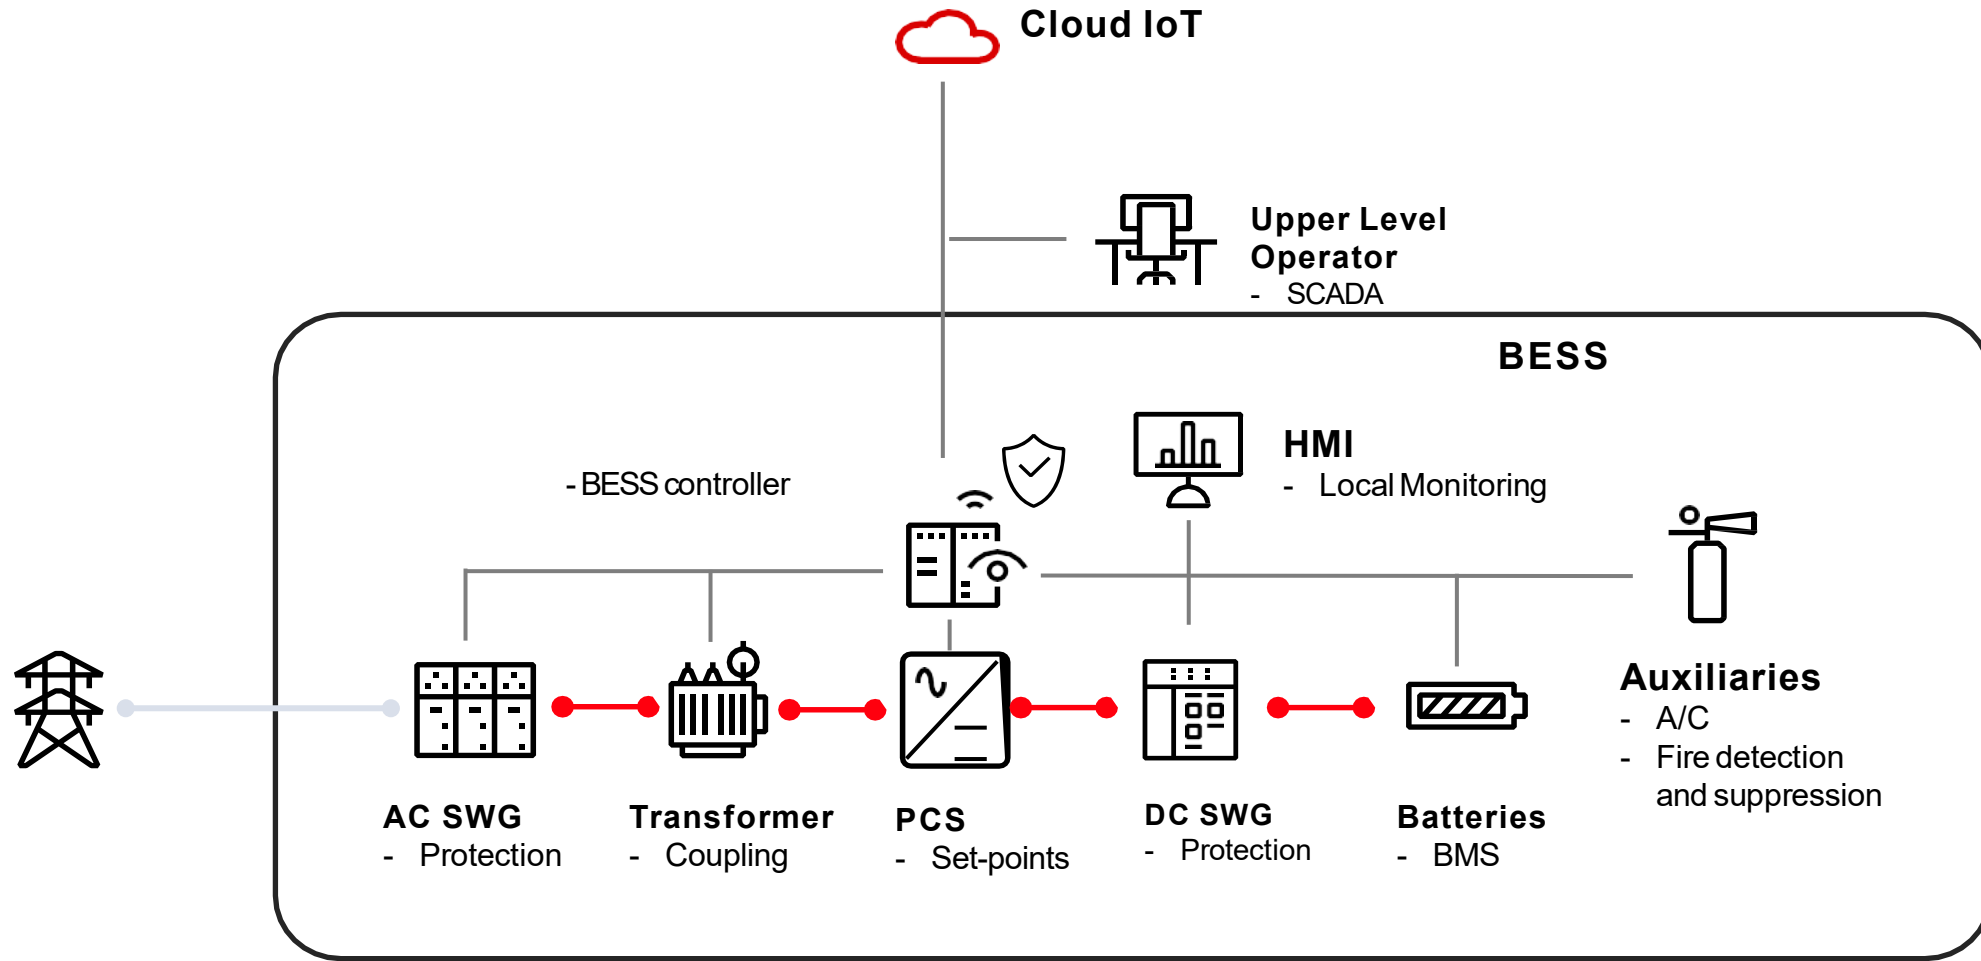 Cloud IoT
Upper Level
Operator
- SCADA
BESS
HMI
- Local Monitoring
- BESS controller
Auxiliaries
- A/C
- Fire detection
and suppression
AC SWG
- Protection
Transformer
- Coupling
PCS
- Set-points
DC SWG
- Protection
Batteries
- BMS